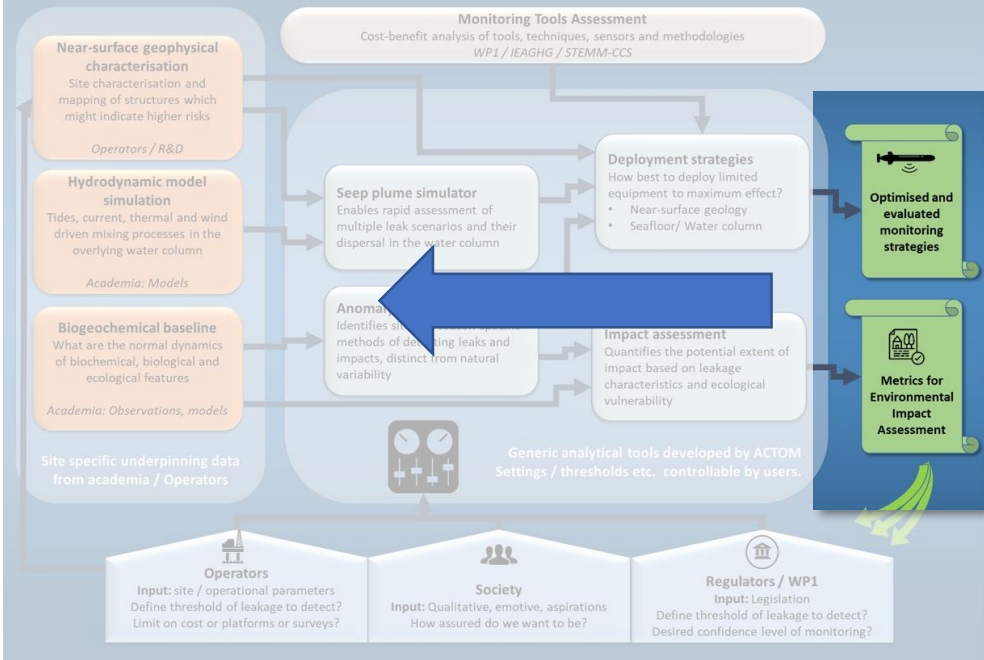 Monitoring Tools Assessment
Cost-benefit analysis of tools, techniques, sensors and methodologies
WP1 / IEAGHG / STEMM-CCS
Near-surface geophysical
characterisation
Site characterisation and
mapping of structures which
might indicate higher risks
Operators / R&D
Hydrodynamic model
simulation
Tides, current, thermal and wind
driven mixing processes in the
overlying water column
Academia: Models
Biogeochemical baseline
What are the normal dynamics
of biochemical, biological and
ecological features
Academia: Observations, models
Site specific underpinning data
from academia / Operators
Seep plume simulator
Enables rapid assessment of
multiple leak scenarios and their
dispersal in the water column
Identifies
methods of leaks and
impacts, distinct from natural
variability
Deployment strategies
How best to deploy limited
equipment to maximum effect?
• Near-surface geology
• Seafloor/ Water column
Impact assessment
Quantifies the potential extent of
impact based on leakage
characteristics and ecological
vulnerability
Generic analytical tools developed by ACTOM
Settings / thresholds etc. controllable by users.
Optimised and
evaluated
monitoring
strategies
Metrics for
Environmental
Impact
Assessment
Operators
Input: site / operational parameters
Define threshold of leakage to detect?
Limit on cost or platforms or surveys?
Society
Input: Qualitative, emotive, aspirations
How assured do we want to be?
Regulators / WP1
Input: Legislation
Define threshold of leakage to detect?
Desired confidence level of monitoring?